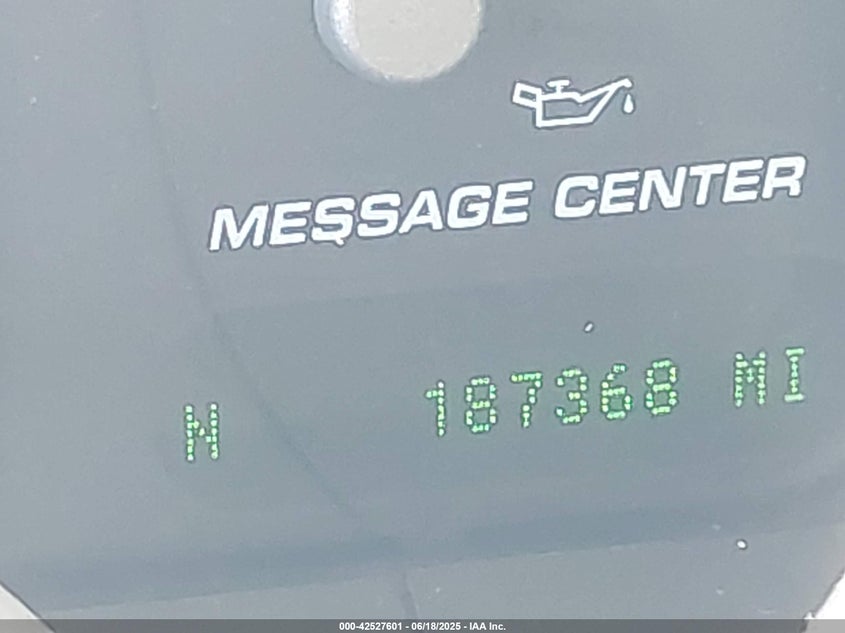 MESSAGE CENTER
N 187368 MI
000-42527601 - 06/18/2025 - IAA Inc.